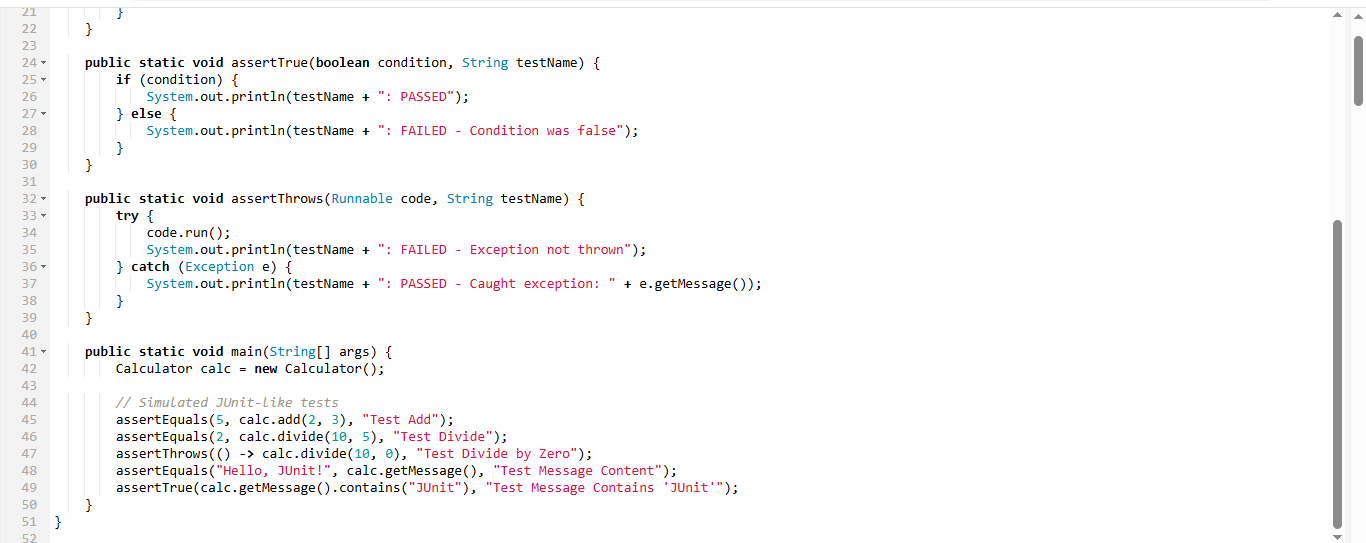 21         }
22     }
23
24     public static void assertTrue(boolean condition, String testName) {
25         if (condition) {
26             System.out.println(testName + ": PASSED");
27         } else {
28             System.out.println(testName + ": FAILED - Condition was false");
29         }
30     }
31
32     public static void assertThrows(Runnable code, String testName) {
33         try {
34             code.run();
35             System.out.println(testName + ": FAILED - Exception not thrown");
36         } catch (Exception e) {
37             System.out.println(testName + ": PASSED - Caught exception: " + e.getMessage());
38         }
39     }
40
41     public static void main(String[] args) {
42         Calculator calc = new Calculator();
43
44         // Simulated JUnit-like tests
45         assertEquals(5, calc.add(2, 3), "Test Add");
46         assertEquals(2, calc.divide(10, 5), "Test Divide");
47         assertThrows(() -> calc.divide(10, 0), "Test Divide by Zero");
48         assertEquals("Hello, JUnit!", calc.getMessage(), "Test Message Content");
49         assertTrue(calc.getMessage().contains("JUnit"), "Test Message Contains 'JUnit'");
50     }
51 }
52